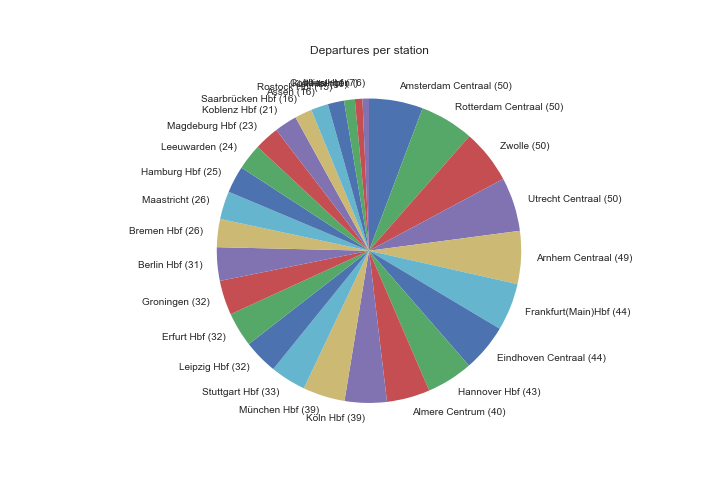 Departures per station
Amsterdam Centraal (50)
Rotterdam Centraal (50)
Zwolle (50)
Utrecht Centraal (50)
Arnhem Centraal (49)
Frankfurt(Main)Hbf (44)
Eindhoven Centraal (44)
Hannover Hbf (43)
Almere Centrum (40)
Köln Hbf (39)
München Hbf (39)
Stuttgart Hbf (33)
Leipzig Hbf (32)
Erfurt Hbf (32)
Groningen (32)
Berlin Hbf (31)
Bremen Hbf (26)
Maastricht (26)
Hamburg Hbf (25)
Leeuwarden (24)
Magdeburg Hbf (23)
Koblenz Hbf (21)
Saarbrücken Hbf (16)
Assen (16)
Rostock Hbf (15)